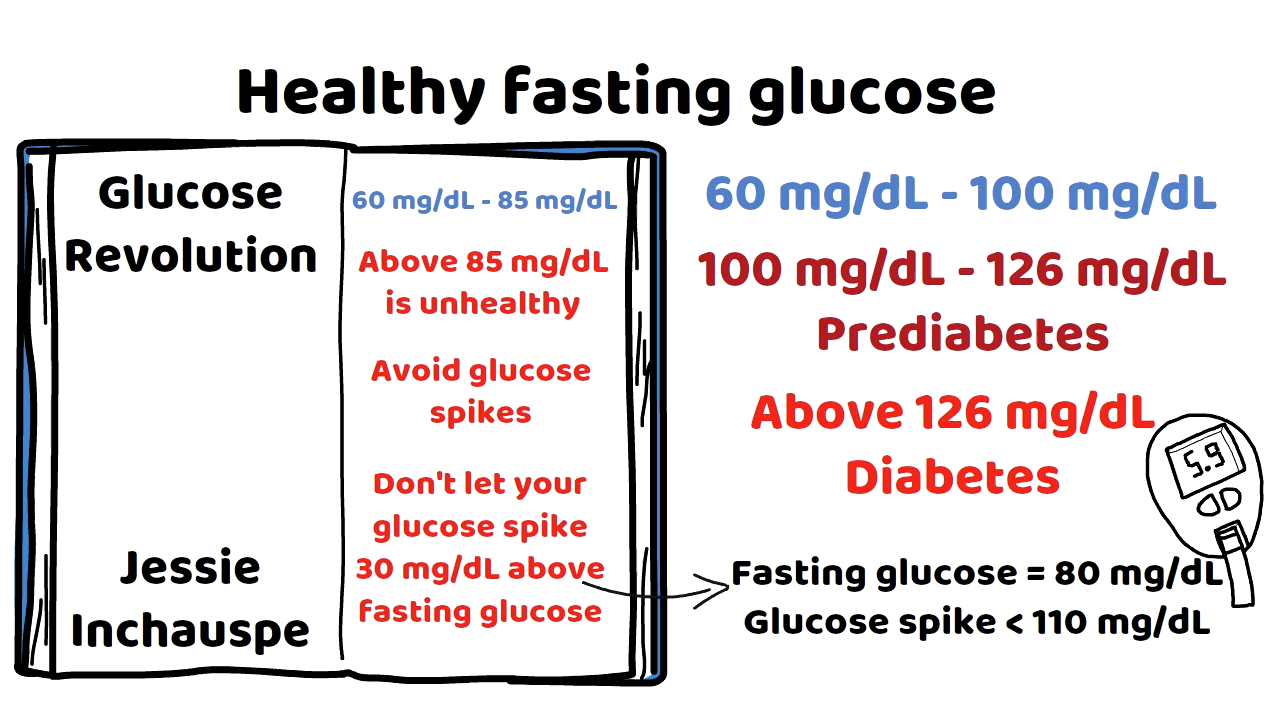 Healthy fasting glucose
Glucose
Revolution
Jessie
Inchauspe
60 mg/dL - 85 mg/dL
Above 85 mg/dL
is unhealthy
Avoid glucose
spikes
Don't let your
glucose spike
30 mg/dL above
fasting glucose
60 mg/dL - 100 mg/dL
100 mg/dL - 126 mg/dL
Prediabetes
Above 126 mg/dL
Diabetes
5.9
Fasting glucose = 80 mg/dL
Glucose spike < 110 mg/dL